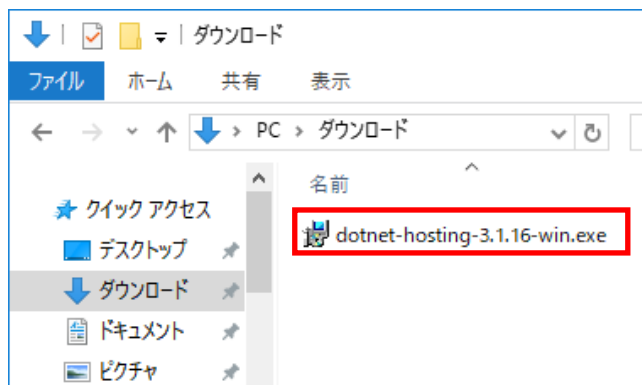 ダウンロード
ファイル ホーム 共有 表示
PC › ダウンロード
名前
クイック アクセス
dotnet-hosting-3.1.16-win.exe
デスクトップ
ダウンロード
ドキュメント
ピクチャ